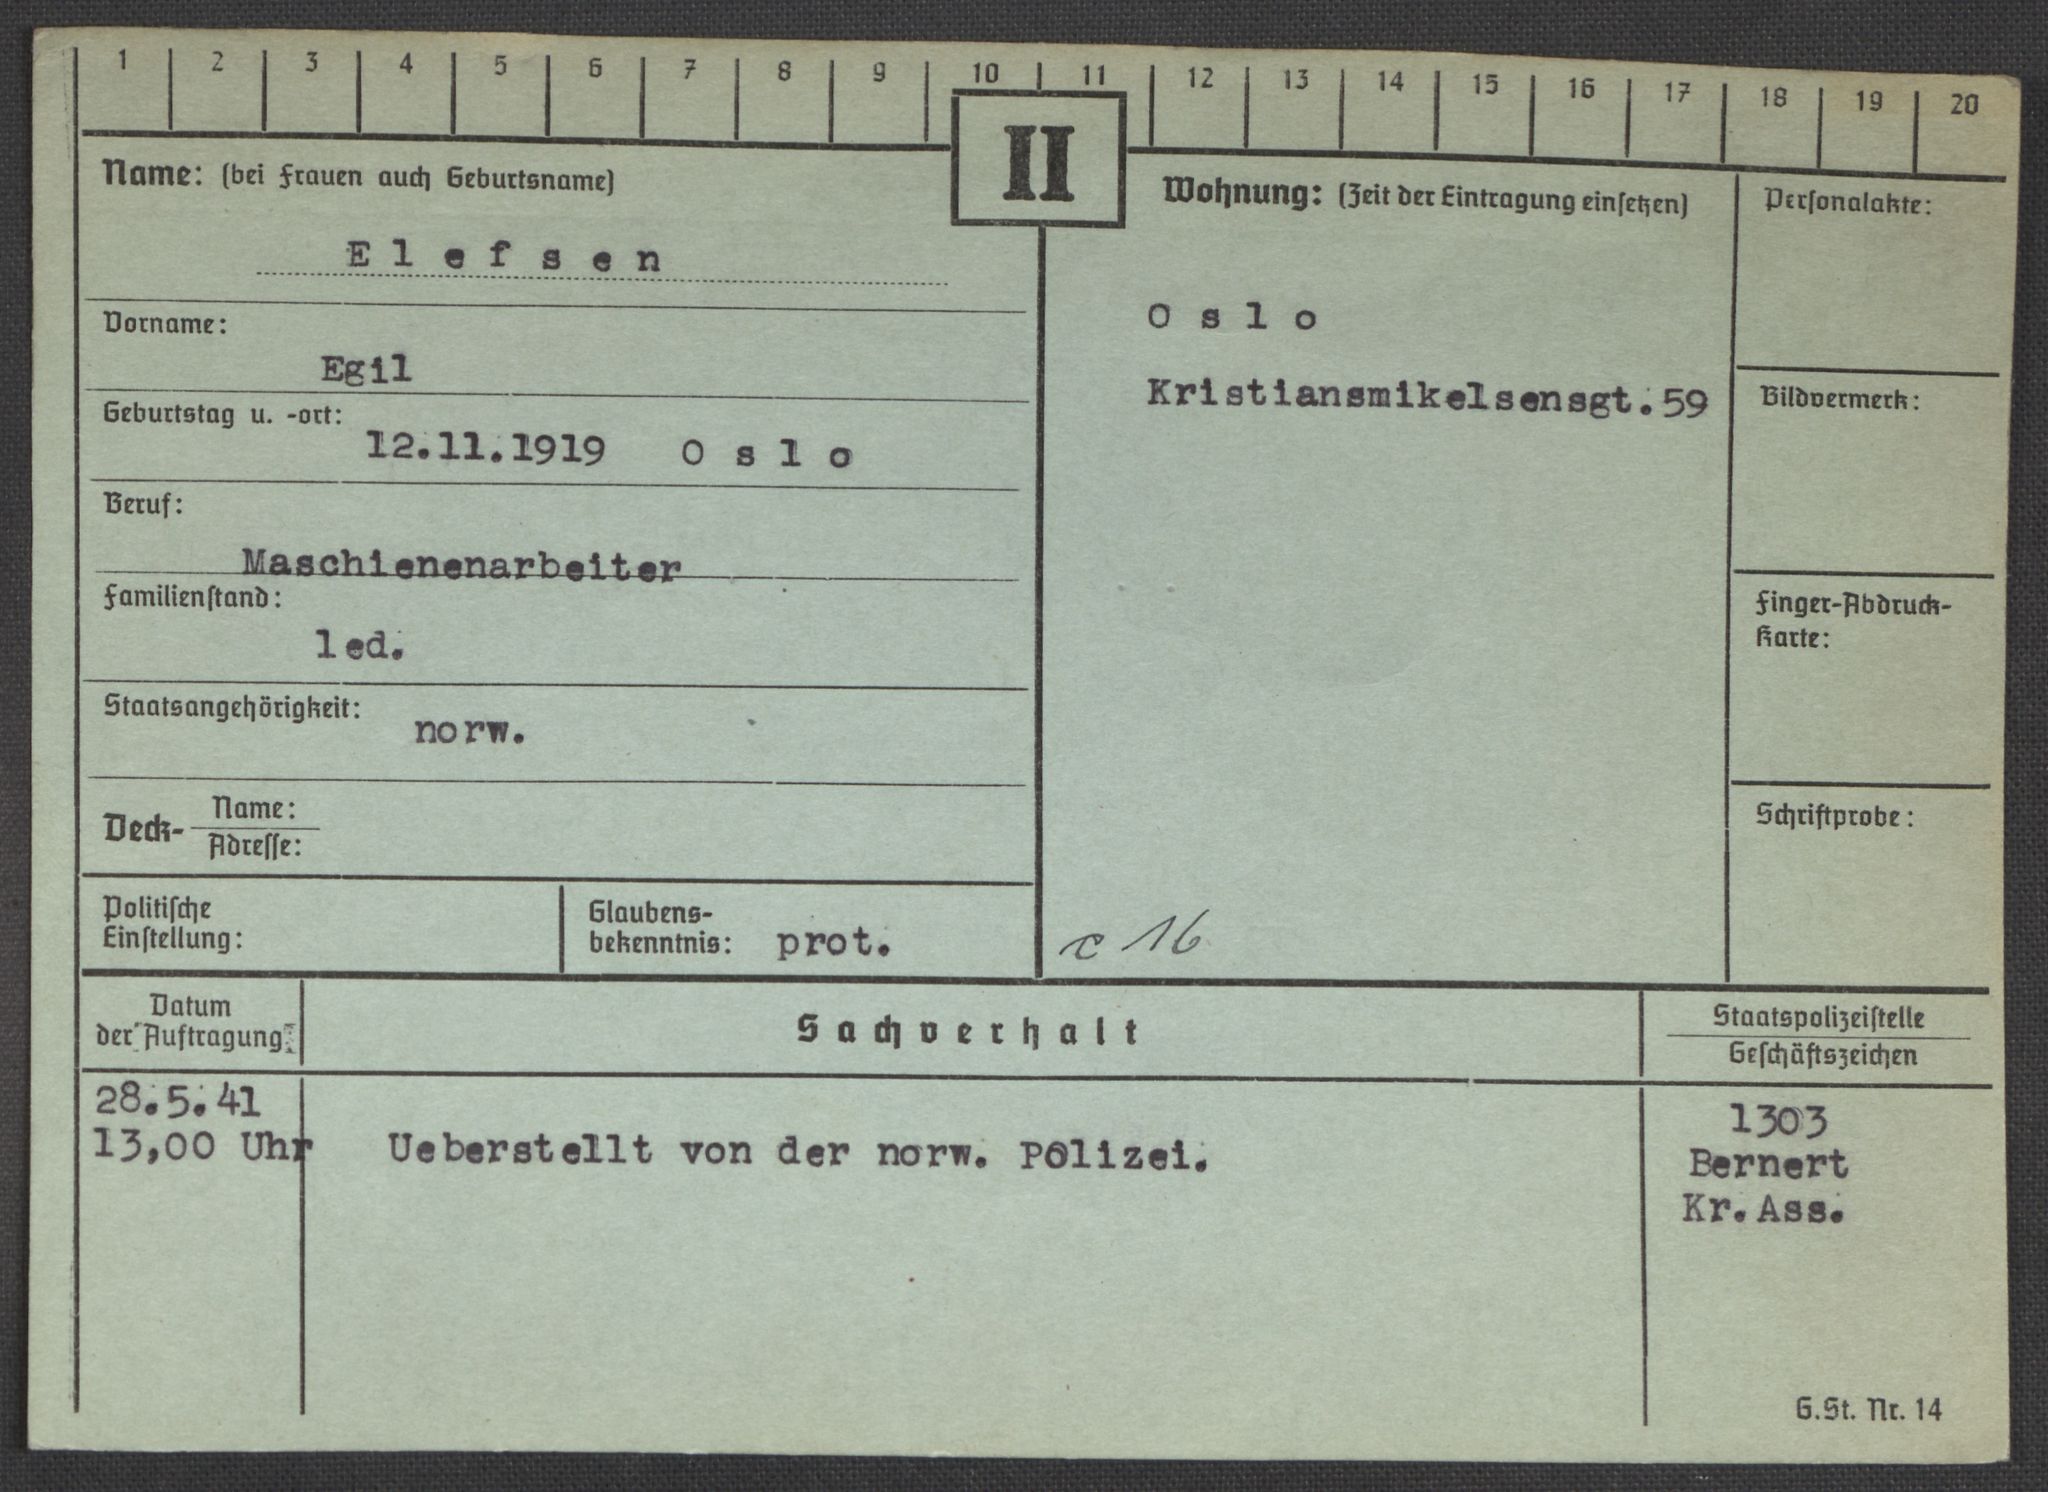 1 2 3 4 5 6 7 8 9 10 11 12 13 14 15 16 17 18 19 20
II
Name: (bei Frauen auch Geburtsname)
Elefsen
Vorname:
Egil
Geburtstag u. -ort:
12.11.1919 Oslo
Beruf:
Maschienenarbeiter
Familienstand:
led.
Staatsangehörigkeit:
norw.
Deck-
Name:
Adresse:
Politische
Einstellung:
Glaubens-
bekenntnis: prot.
Wohnung: (Zeit der Eintragung einsetzen)
Oslo
Kristiansmikelsensgt.59
c 16
Personalakte:
Bildvermerk:
Finger-Abdruck-
Karte:
Schriftprobe:
Datum
der Auftragung
Sachverhalt
Staatspolizeistelle
Geschäftszeichen
28.5.41
13,00 Uhr Ueberstellt von der norw. Polizei.
1303
Bernert
Kr.Ass.
G.St. Nr. 14